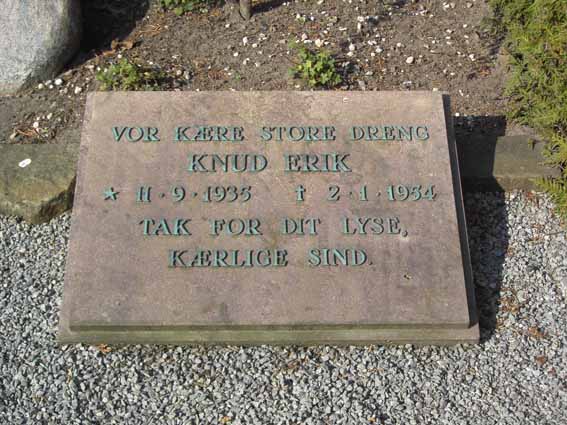 VOR KÆRE STORE DRENG
KNUD ERIK
* 11·9·1935 † 2·1·1954
TAK FOR DIT LYSE,
KÆRLIGE SIND.